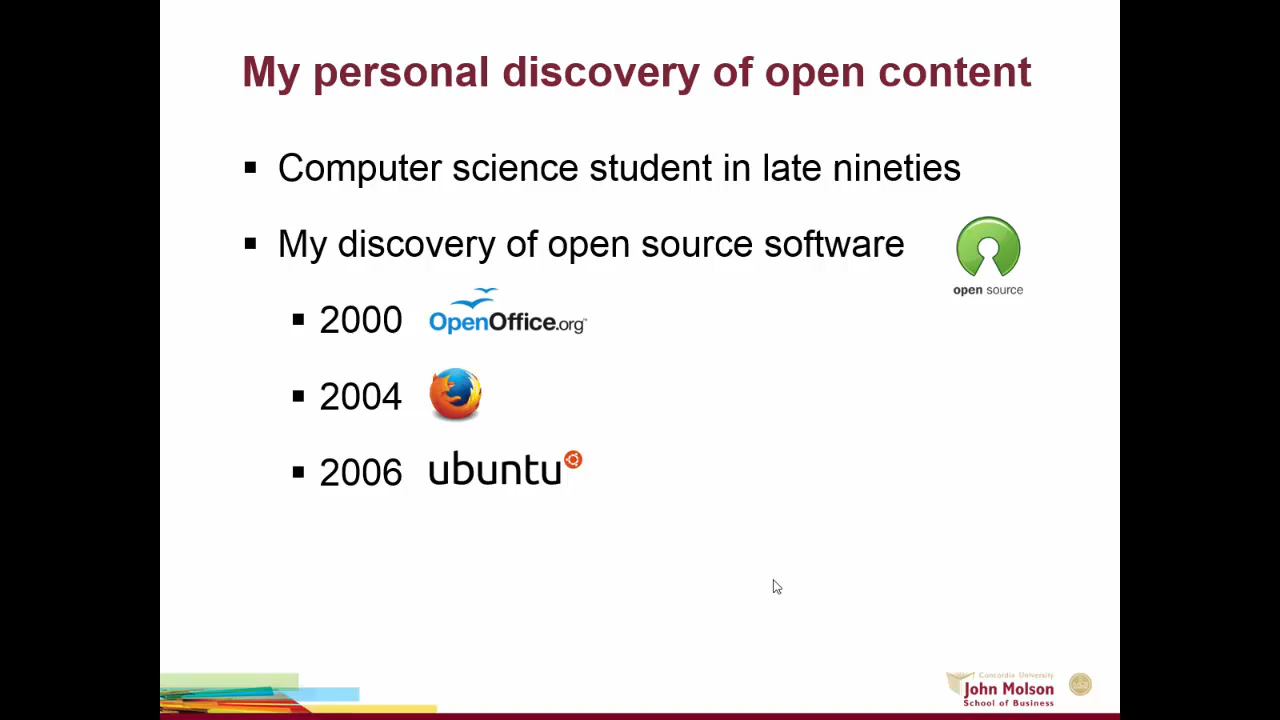 My personal discovery of open content
Computer science student in late nineties
My discovery of open source software
open source
2000 OpenOffice.org™
2004
2006 ubuntu
Concordia University
John Molson
School of Business